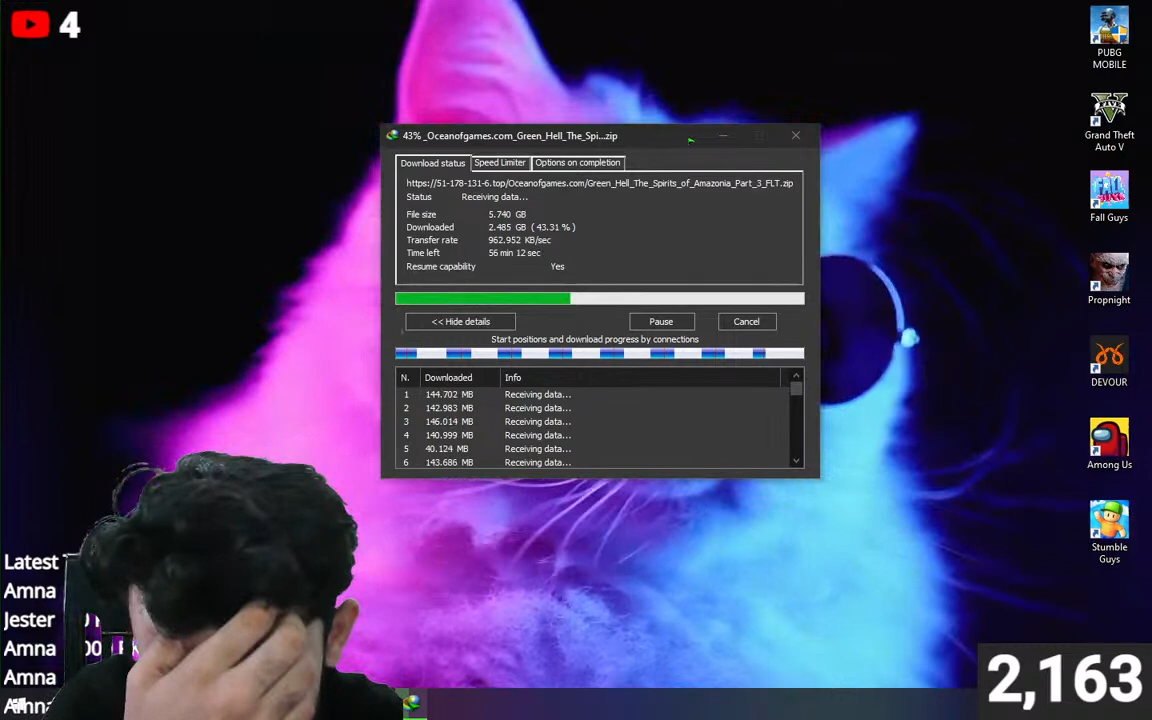 4
43% _Oceanofgames.com_Green_Hell_The_Spi...zip
Download status
Speed Limiter
Options on completion
https://51-178-131-6.top/Oceanofgames.com/Green_Hell_The_Spirits_of_Amazonia_Part_3_FLT.zip
Status Receiving data...
File size 5.740 GB
Downloaded 2.485 GB ( 43.31 % )
Transfer rate 962.952 KB/sec
Time left 56 min 12 sec
Resume capability Yes
<< Hide details
Pause
Cancel
Start positions and download progress by connections
N. Downloaded Info
1 144.702 MB Receiving data...
2 142.983 MB Receiving data...
3 146.014 MB Receiving data...
4 140.999 MB Receiving data...
5 40.124 MB Receiving data...
6 143.686 MB Receiving data...
PUBG
MOBILE
Grand Theft
Auto V
Fall Guys
Propnight
DEVOUR
Among Us
Stumble
Guys
Latest
Amna
Jester
Amna
Amna
Amna
2,163